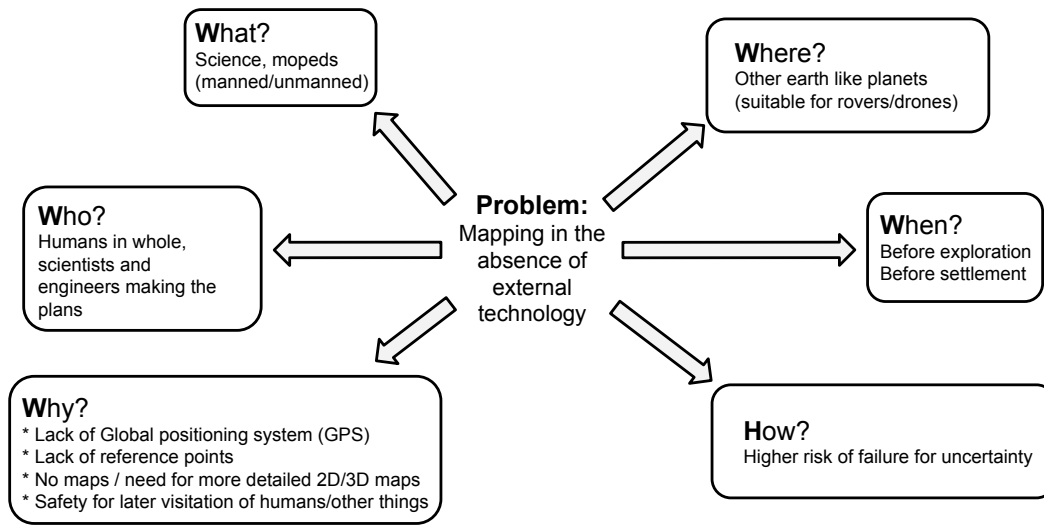 What?
Science, mopeds
(manned/unmanned)
Where?
Other earth like planets
(suitable for rovers/drones)
Who?
Humans in whole,
scientists and
engineers making the
plans
Problem:
Mapping in the
absence of
external
technology
When?
Before exploration
Before settlement
Why?
* Lack of Global positioning system (GPS)
* Lack of reference points
* No maps / need for more detailed 2D/3D maps
* Safety for later visitation of humans/other things
How?
Higher risk of failure for uncertainty